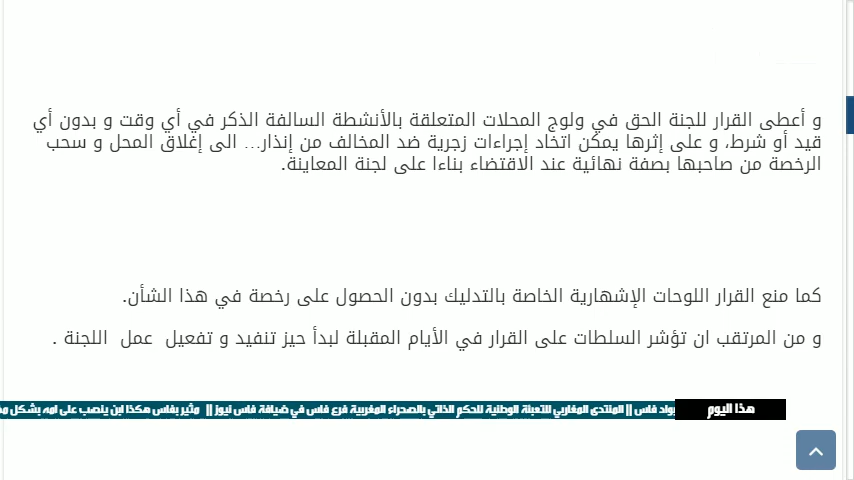 و أعطى القرار للجنة الحق في ولوج المحلات المتعلقة بالأنشطة السالفة الذكر في أي وقت و بدون أي
قيد أو شرط، و على إثرها يمكن اتخاد إجراءات زجرية ضد المخالف من إنذار... الى إغلاق المحل و سحب
الرخصة من صاحبها بصفة نهائية عند الاقتضاء بناءا على لجنة المعاينة.
كما منع القرار اللوحات الإشهارية الخاصة بالتدليك بدون الحصول على رخصة في هذا الشأن.
و من المرتقب ان تؤشر السلطات على القرار في الأيام المقبلة لبدأ حيز تنفيد و تفعيل عمل اللجنة .
هذا اليوم
بواد فاس || المنتدى المغاربي للتعبئة الوطنية للحكم الذاتي بالصحراء المغربية فرع فاس في ضيافة فاس نيوز || مثير بفاس هكذا ابن ينصب على امه بشكل